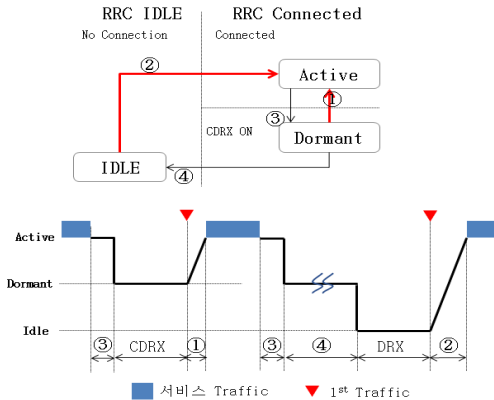 RRC IDLE RRC Connected
No Connection Connected
②
Active
①
③
CDRX ON
Dormant
IDLE
④
Active
Dormant
Idle
③ CDRX ① ③ ④ DRX ②
서비스 Traffic 1st Traffic